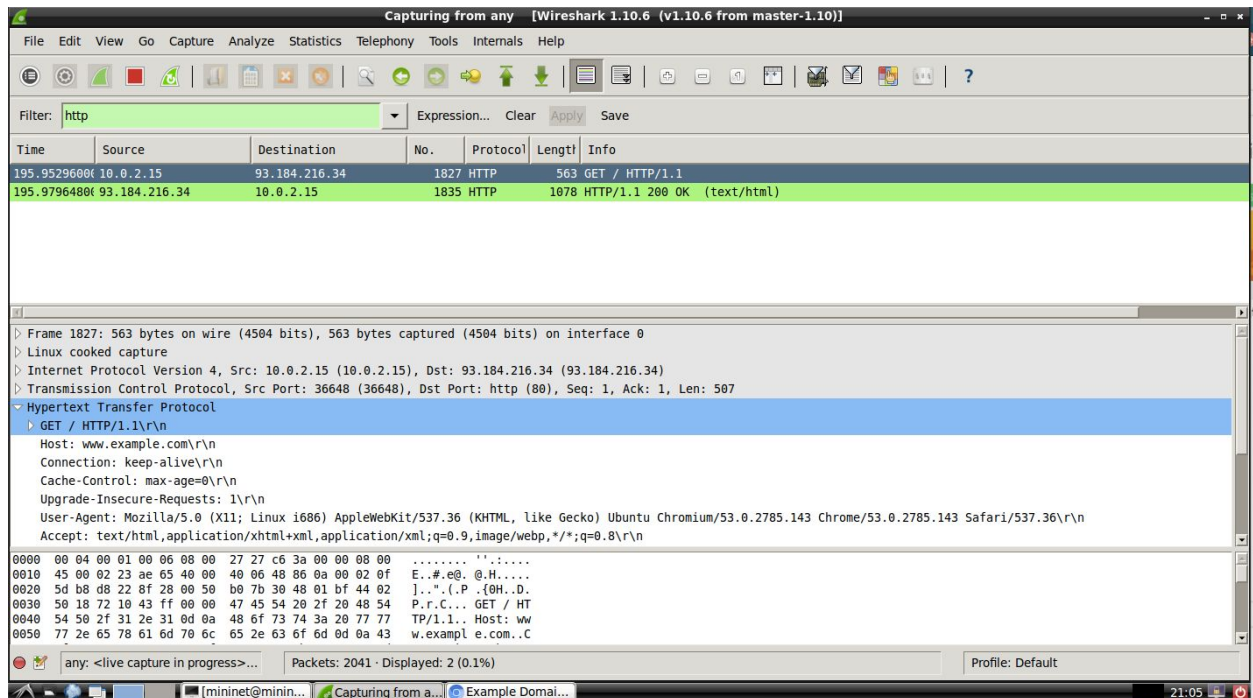 Capturing from any [Wireshark 1.10.6 (v1.10.6 from master-1.10)]
File Edit View Go Capture Analyze Statistics Telephony Tools Internals Help
Filter: http Expression... Clear Apply Save
Time Source Destination No. Protocol Length Info
195.9529600 10.0.2.15 93.184.216.34 1827 HTTP 563 GET / HTTP/1.1
195.9796480 93.184.216.34 10.0.2.15 1835 HTTP 1078 HTTP/1.1 200 OK (text/html)
Frame 1827: 563 bytes on wire (4504 bits), 563 bytes captured (4504 bits) on interface 0
Linux cooked capture
Internet Protocol Version 4, Src: 10.0.2.15 (10.0.2.15), Dst: 93.184.216.34 (93.184.216.34)
Transmission Control Protocol, Src Port: 36648 (36648), Dst Port: http (80), Seq: 1, Ack: 1, Len: 507
Hypertext Transfer Protocol
GET / HTTP/1.1\r\n
Host: www.example.com\r\n
Connection: keep-alive\r\n
Cache-Control: max-age=0\r\n
Upgrade-Insecure-Requests: 1\r\n
User-Agent: Mozilla/5.0 (X11; Linux i686) AppleWebKit/537.36 (KHTML, like Gecko) Ubuntu Chromium/53.0.2785.143 Chrome/53.0.2785.143 Safari/537.36\r\n
Accept: text/html,application/xhtml+xml,application/xml;q=0.9,image/webp,*/*;q=0.8\r\n
0000 00 04 00 01 00 06 08 00 27 27 c6 3a 00 00 08 00 ........ ''.:....
0010 45 00 02 23 ae 65 40 00 40 06 48 86 0a 00 02 0f E..#.e@. @.H.....
0020 5d b8 d8 22 8f 28 00 50 b0 7b 30 48 01 bf 44 02 ]..".(.P .{0H..D.
0030 50 18 72 10 43 ff 00 00 47 45 54 20 2f 20 48 54 P.r.C... GET / HT
0040 54 50 2f 31 2e 31 0d 0a 48 6f 73 74 3a 20 77 77 TP/1.1.. Host: ww
0050 77 2e 65 78 61 6d 70 6c 65 2e 63 6f 6d 0d 0a 43 w.exampl e.com..C
any: <live capture in progress>... Packets: 2041 · Displayed: 2 (0.1%) Profile: Default
[mininet@minin... Capturing from a... Example Domai... 21:05